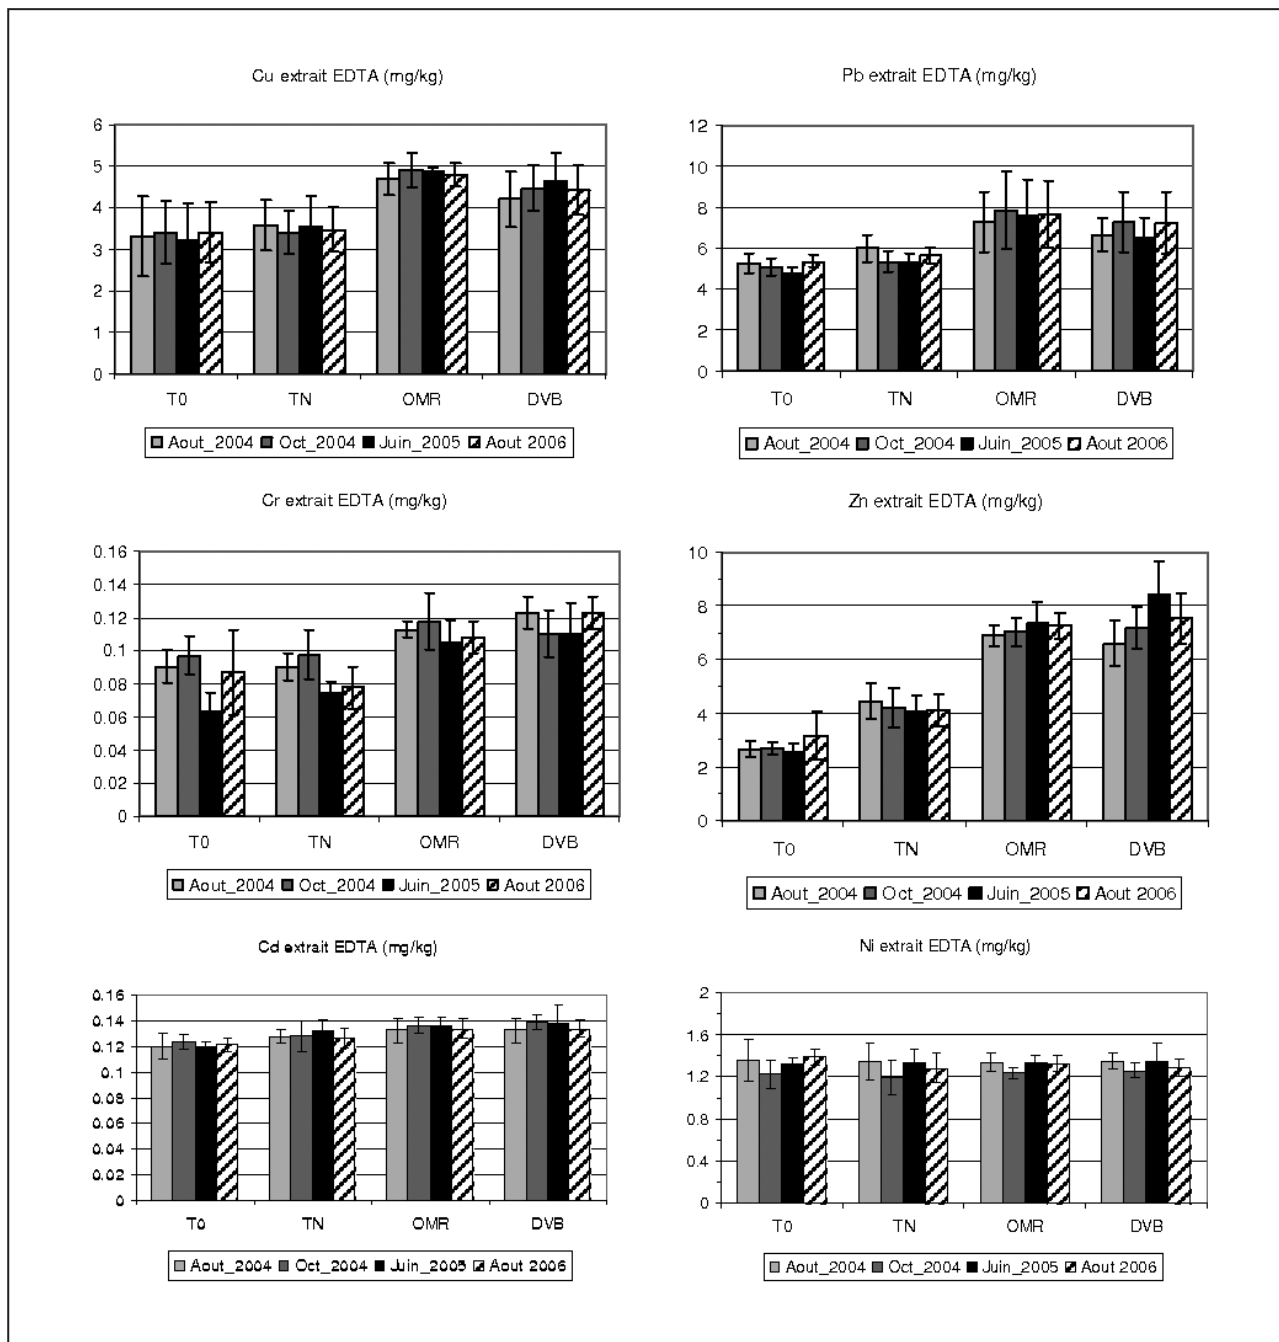 Cu extrait EDTA (mg/kg)
6
5
4
3
2
1
0
T0 TN OMR DVB
Aout_2004 Oct_2004 Juin_2005 Aout 2006
Pb extrait EDTA (mg/kg)
12
10
8
6
4
2
0
T0 TN OMR DVB
Aout_2004 Oct_2004 Juin_2005 Aout 2006
Cr extrait EDTA (mg/kg)
0.16
0.14
0.12
0.1
0.08
0.06
0.04
0.02
0
T0 TN OMR DVB
Aout_2004 Oct_2004 Juin_2005 Aout 2006
Zn extrait EDTA (mg/kg)
10
8
6
4
2
0
T0 TN OMR DVB
Aout_2004 Oct_2004 Juin_2005 Aout 2006
Cd extrait EDTA (mg/kg)
0.16
0.14
0.12
0.1
0.08
0.06
0.04
0.02
0
T0 TN OMR DVB
Aout_2004 Oct_2004 Juin_2005 Aout 2006
Ni extrait EDTA (mg/kg)
2
1.6
1.2
0.8
0.4
0
T0 TN OMR DVB
Aout_2004 Oct_2004 Juin_2005 Aout 2006